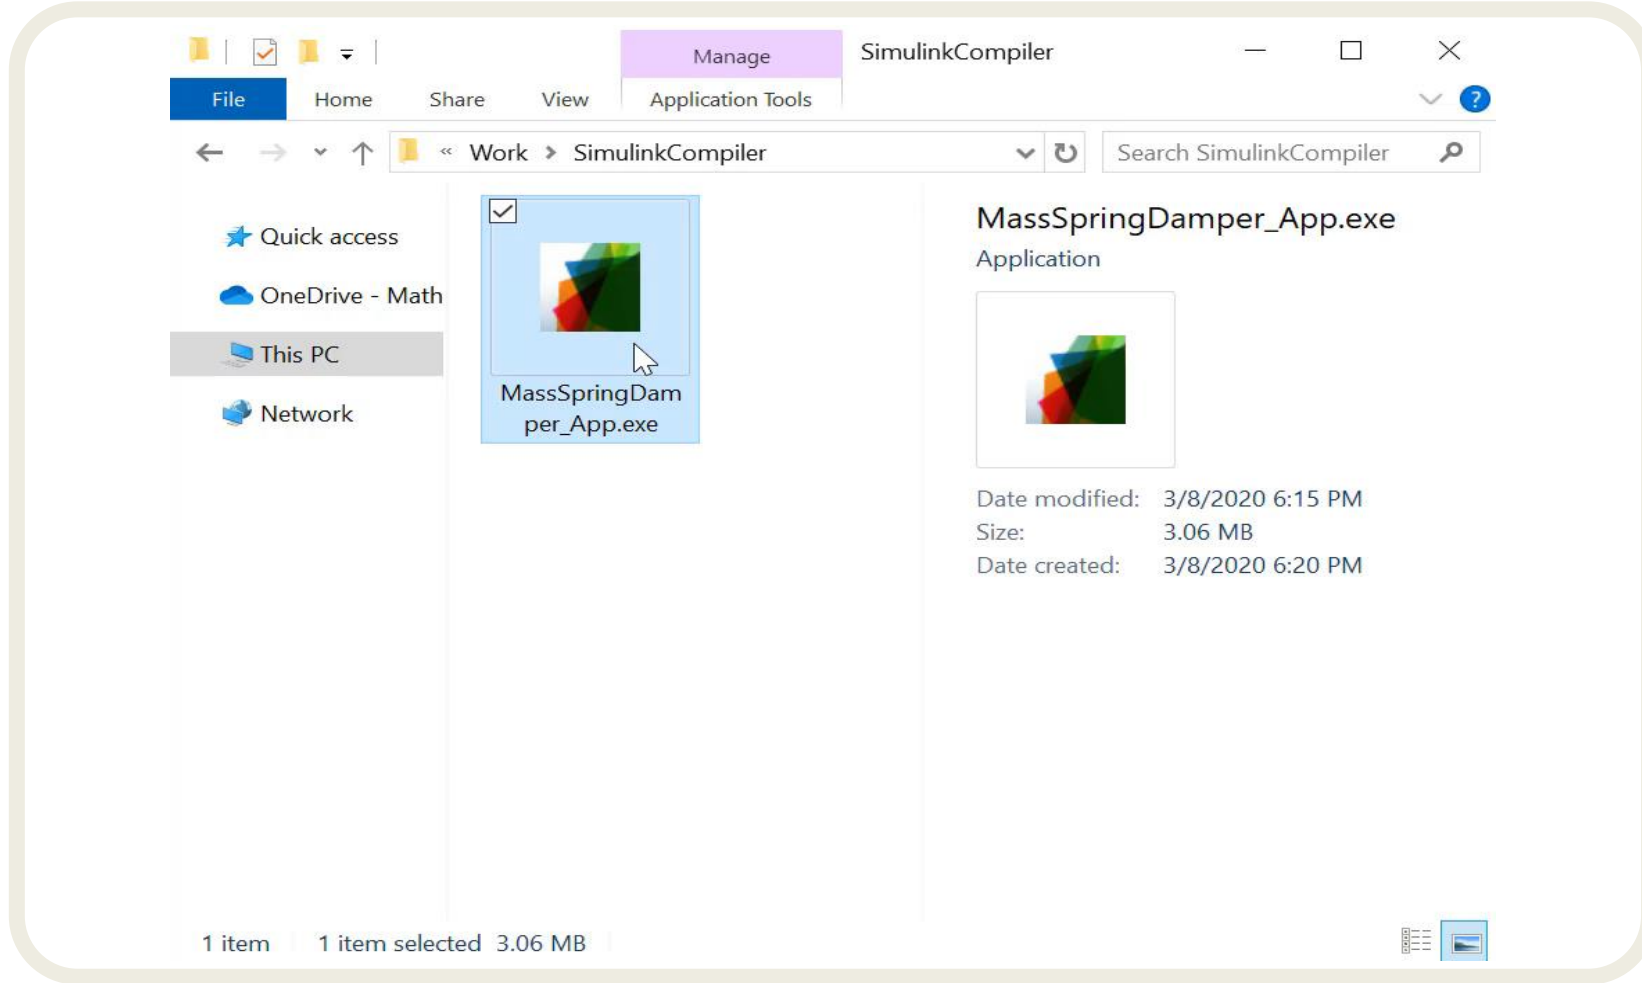 Manage
SimulinkCompiler
File Home Share View Application Tools
?
« Work > SimulinkCompiler
Search SimulinkCompiler
Quick access
OneDrive - Math
This PC
Network
MassSpringDam
per_App.exe
MassSpringDamper_App.exe
Application
Date modified: 3/8/2020 6:15 PM
Size: 3.06 MB
Date created: 3/8/2020 6:20 PM
1 item 1 item selected 3.06 MB